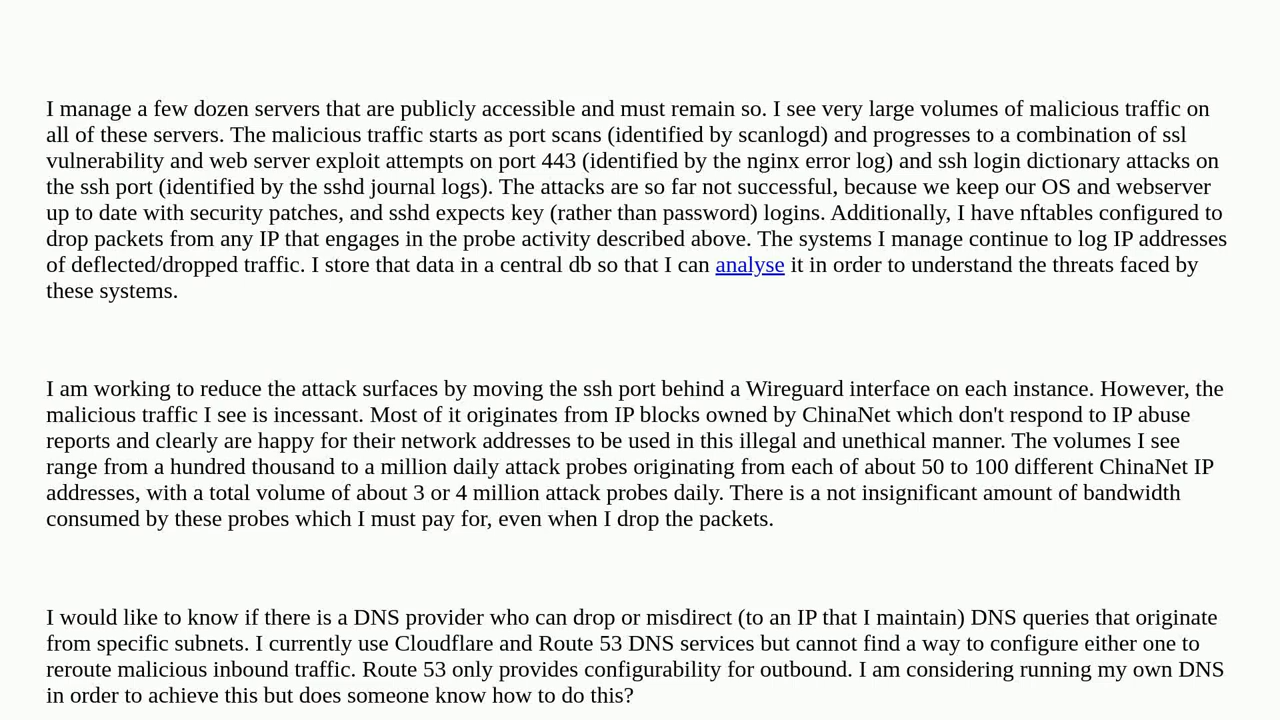 I manage a few dozen servers that are publicly accessible and must remain so. I see very large volumes of malicious traffic on
all of these servers. The malicious traffic starts as port scans (identified by scanlogd) and progresses to a combination of ssl
vulnerability and web server exploit attempts on port 443 (identified by the nginx error log) and ssh login dictionary attacks on
the ssh port (identified by the sshd journal logs). The attacks are so far not successful, because we keep our OS and webserver
up to date with security patches, and sshd expects key (rather than password) logins. Additionally, I have nftables configured to
drop packets from any IP that engages in the probe activity described above. The systems I manage continue to log IP addresses
of deflected/dropped traffic. I store that data in a central db so that I can analyse it in order to understand the threats faced by
these systems.
I am working to reduce the attack surfaces by moving the ssh port behind a Wireguard interface on each instance. However, the
malicious traffic I see is incessant. Most of it originates from IP blocks owned by ChinaNet which don't respond to IP abuse
reports and clearly are happy for their network addresses to be used in this illegal and unethical manner. The volumes I see
range from a hundred thousand to a million daily attack probes originating from each of about 50 to 100 different ChinaNet IP
addresses, with a total volume of about 3 or 4 million attack probes daily. There is a not insignificant amount of bandwidth
consumed by these probes which I must pay for, even when I drop the packets.
I would like to know if there is a DNS provider who can drop or misdirect (to an IP that I maintain) DNS queries that originate
from specific subnets. I currently use Cloudflare and Route 53 DNS services but cannot find a way to configure either one to
reroute malicious inbound traffic. Route 53 only provides configurability for outbound. I am considering running my own DNS
in order to achieve this but does someone know how to do this?